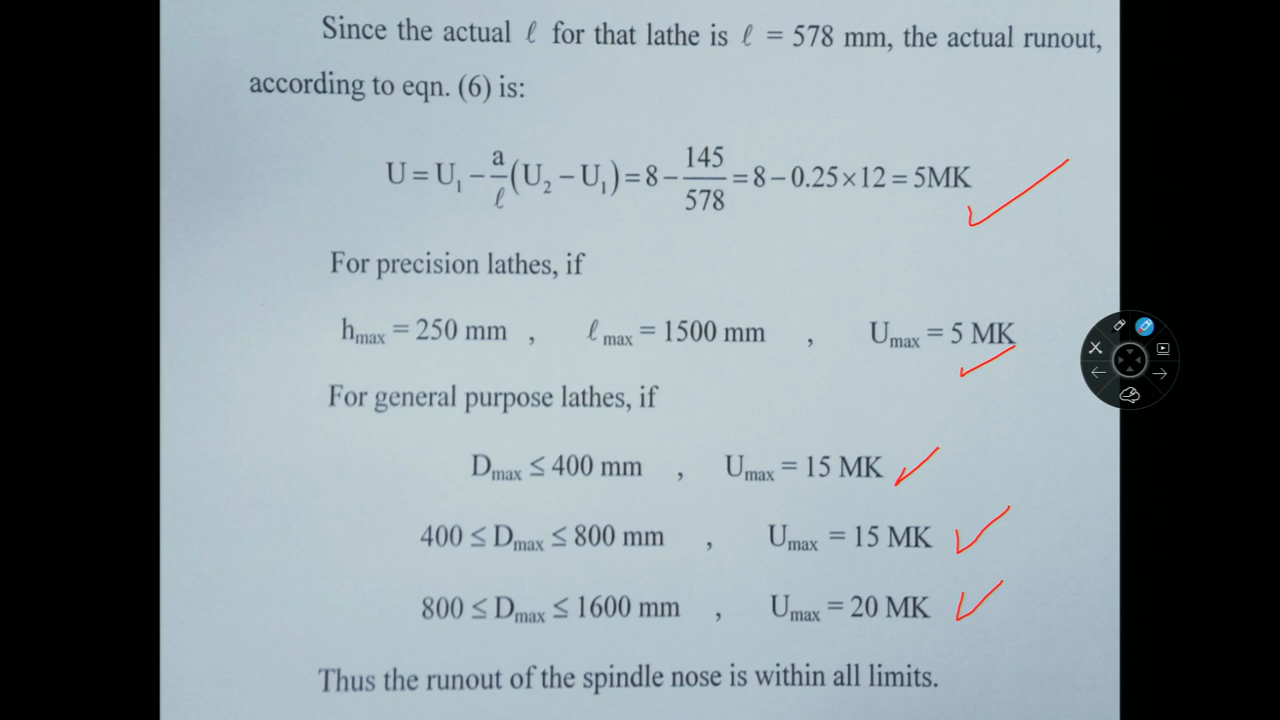 Since the actual ℓ for that lathe is ℓ = 578 mm, the actual runout,
according to eqn. (6) is:
U = U₁ − a/ℓ (U₂ − U₁) = 8 − 145/578 = 8 − 0.25 × 12 = 5MK
For precision lathes, if
h_max = 250 mm , ℓ_max = 1500 mm , U_max = 5 MK
For general purpose lathes, if
D_max ≤ 400 mm , U_max = 15 MK
400 ≤ D_max ≤ 800 mm , U_max = 15 MK
800 ≤ D_max ≤ 1600 mm , U_max = 20 MK
Thus the runout of the spindle nose is within all limits.